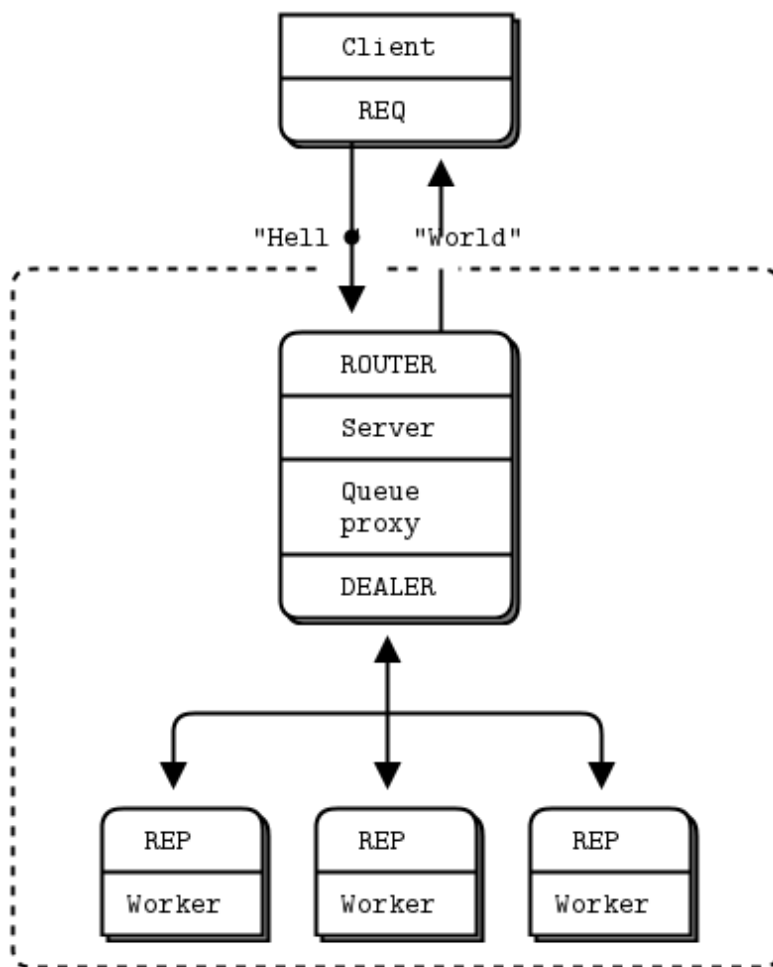 Client
REQ
"Hell "World"
ROUTER
Server
Queue
proxy
DEALER
REP REP REP
Worker Worker Worker